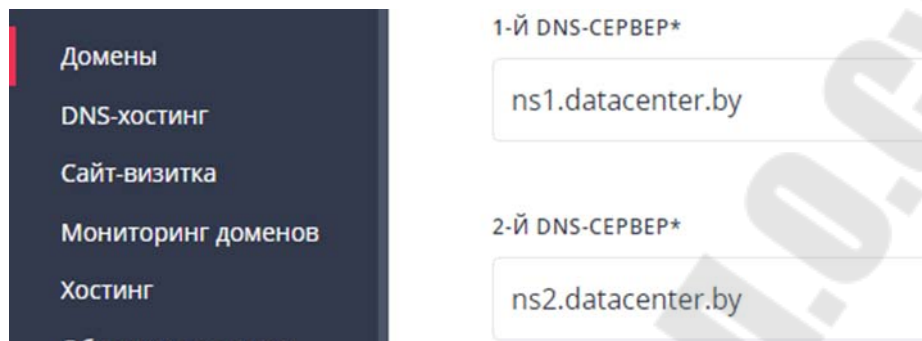 Домены
DNS-хостинг
Сайт-визитка
Мониторинг доменов
Хостинг
1-Й DNS-СЕРВЕР*
ns1.datacenter.by
2-Й DNS-СЕРВЕР*
ns2.datacenter.by